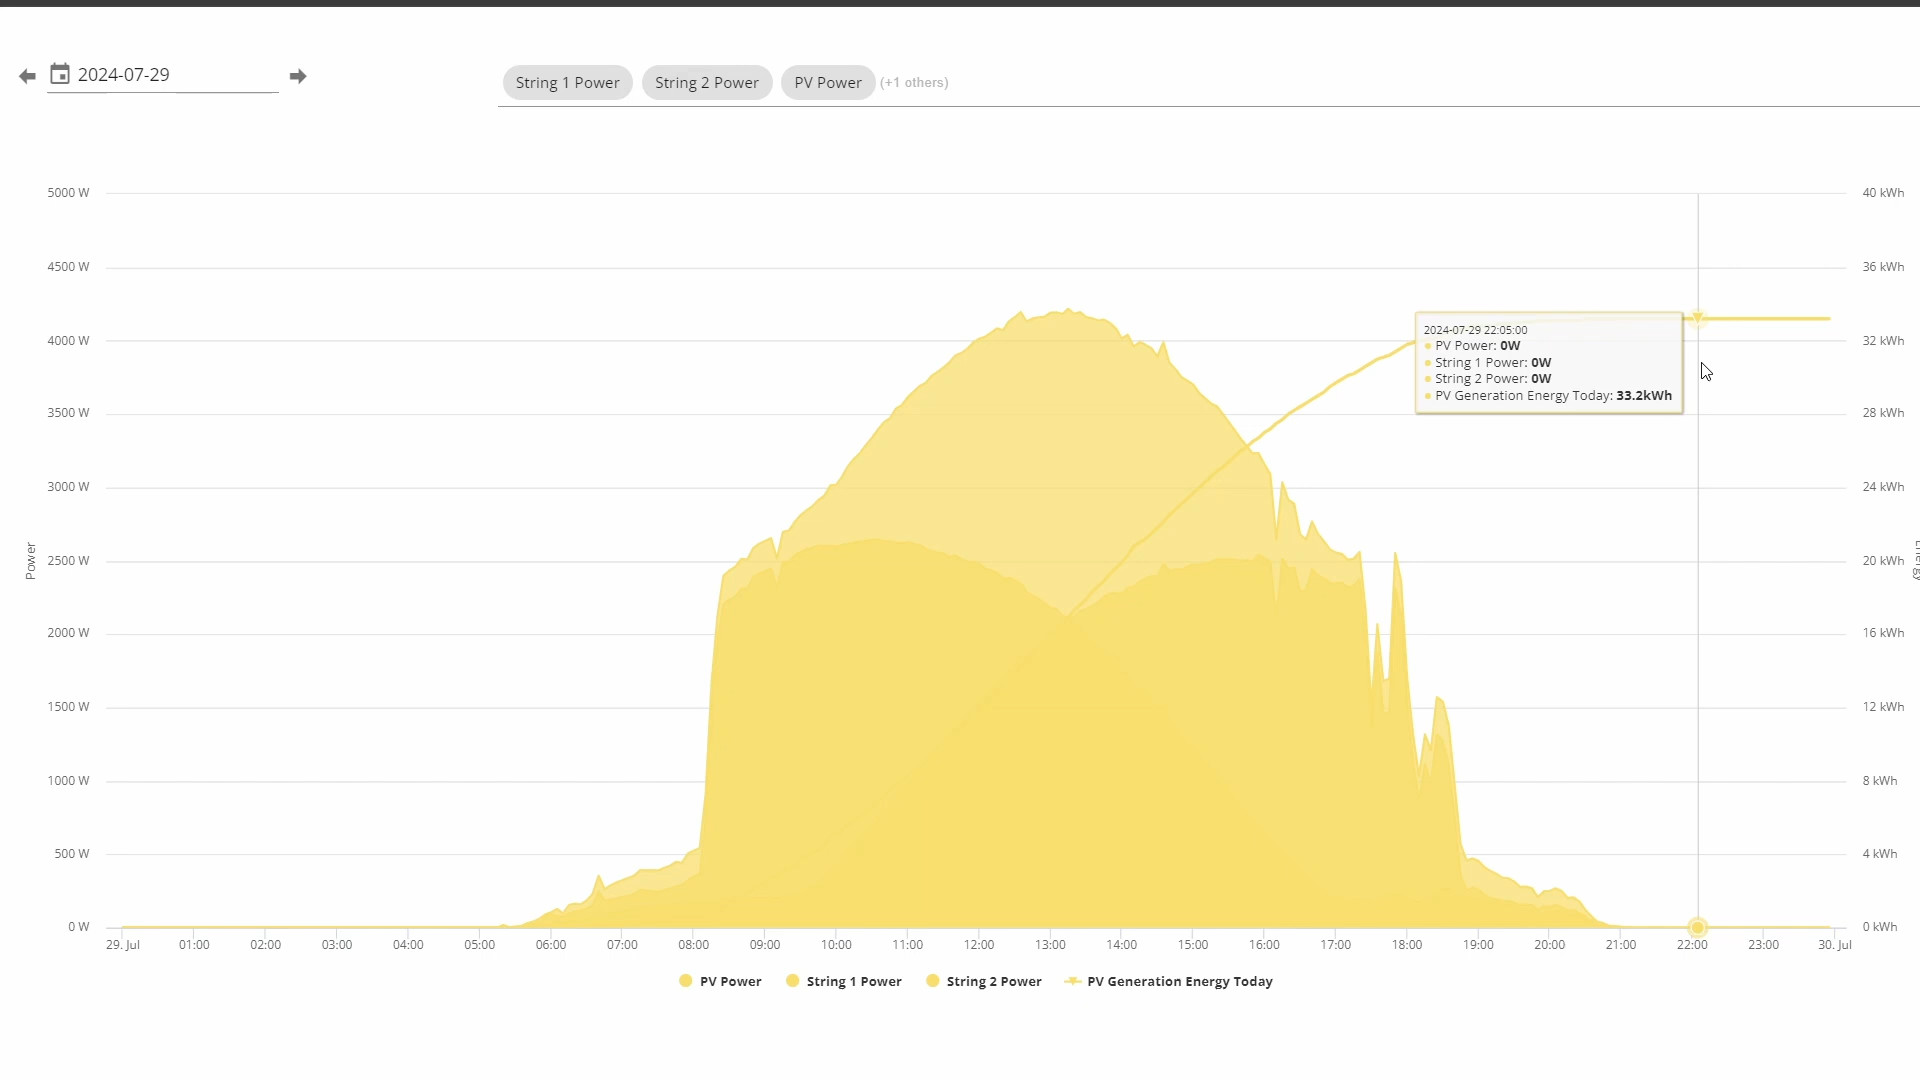 2024-07-29
String 1 Power String 2 Power PV Power (+1 others)
5000 W 40 kWh
4500 W 36 kWh
4000 W 32 kWh
3500 W 28 kWh
3000 W 24 kWh
2500 W 20 kWh
2000 W 16 kWh
1500 W 12 kWh
1000 W 8 kWh
500 W 4 kWh
0 W 0 kWh
Power
Energy
2024-07-29 22:05:00
PV Power: 0W
String 1 Power: 0W
String 2 Power: 0W
PV Generation Energy Today: 33.2kWh
29. Jul 01:00 02:00 03:00 04:00 05:00 06:00 07:00 08:00 09:00 10:00 11:00 12:00 13:00 14:00 15:00 16:00 17:00 18:00 19:00 20:00 21:00 22:00 23:00 30. Jul
PV Power String 1 Power String 2 Power PV Generation Energy Today